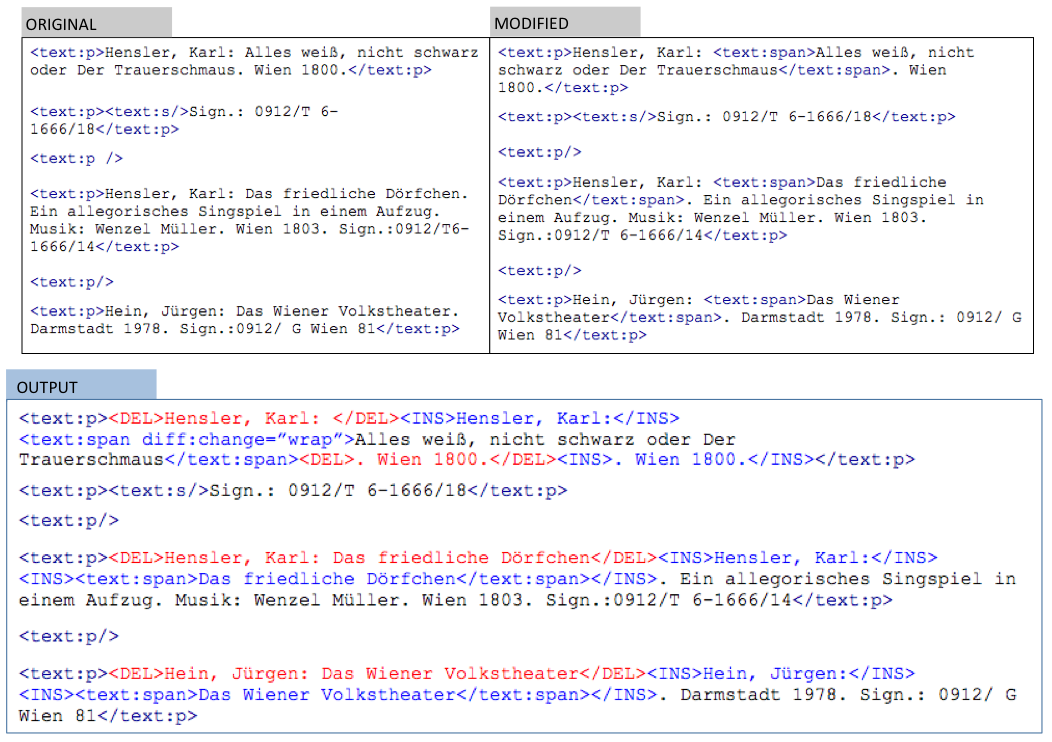 ORIGINAL
<text:p>Hensler, Karl: Alles weiß, nicht schwarz
oder Der Trauerschmaus. Wien 1800.</text:p>
<text:p><text:s/>Sign.: 0912/T 6-
1666/18</text:p>
<text:p />
<text:p>Hensler, Karl: Das friedliche Dörfchen.
Ein allegorisches Singspiel in einem Aufzug.
Musik: Wenzel Müller. Wien 1803. Sign.:0912/T6-
1666/14</text:p>
<text:p/>
<text:p>Hein, Jürgen: Das Wiener Volkstheater.
Darmstadt 1978. Sign.:0912/ G Wien 81</text:p>
MODIFIED
<text:p>Hensler, Karl: <text:span>Alles weiß, nicht
schwarz oder Der Trauerschmaus</text:span>. Wien
1800.</text:p>
<text:p><text:s/>Sign.: 0912/T 6-1666/18</text:p>
<text:p/>
<text:p>Hensler, Karl: <text:span>Das friedliche
Dörfchen</text:span>. Ein allegorisches Singspiel in
einem Aufzug. Musik: Wenzel Müller. Wien 1803.
Sign.:0912/T 6-1666/14</text:p>
<text:p/>
<text:p>Hein, Jürgen: <text:span>Das Wiener
Volkstheater</text:span>. Darmstadt 1978. Sign.: 0912/ G
Wien 81</text:p>
OUTPUT
<text:p><DEL>Hensler, Karl: </DEL><INS>Hensler, Karl:</INS>
<text:span diff:change=”wrap”>Alles weiß, nicht schwarz oder Der
Trauerschmaus</text:span><DEL>. Wien 1800.</DEL><INS>. Wien 1800.</INS></text:p>
<text:p><text:s/>Sign.: 0912/T 6-1666/18</text:p>
<text:p/>
<text:p><DEL>Hensler, Karl: Das friedliche Dörfchen</DEL><INS>Hensler, Karl:</INS>
<INS><text:span>Das friedliche Dörfchen</text:span></INS>. Ein allegorisches Singspiel in
einem Aufzug. Musik: Wenzel Müller. Wien 1803. Sign.:0912/T 6-1666/14</text:p>
<text:p/>
<text:p><DEL>Hein, Jürgen: Das Wiener Volkstheater</DEL><INS>Hein, Jürgen:</INS>
<INS><text:span>Das Wiener Volkstheater</text:span></INS>. Darmstadt 1978. Sign.: 0912/ G
Wien 81</text:p>